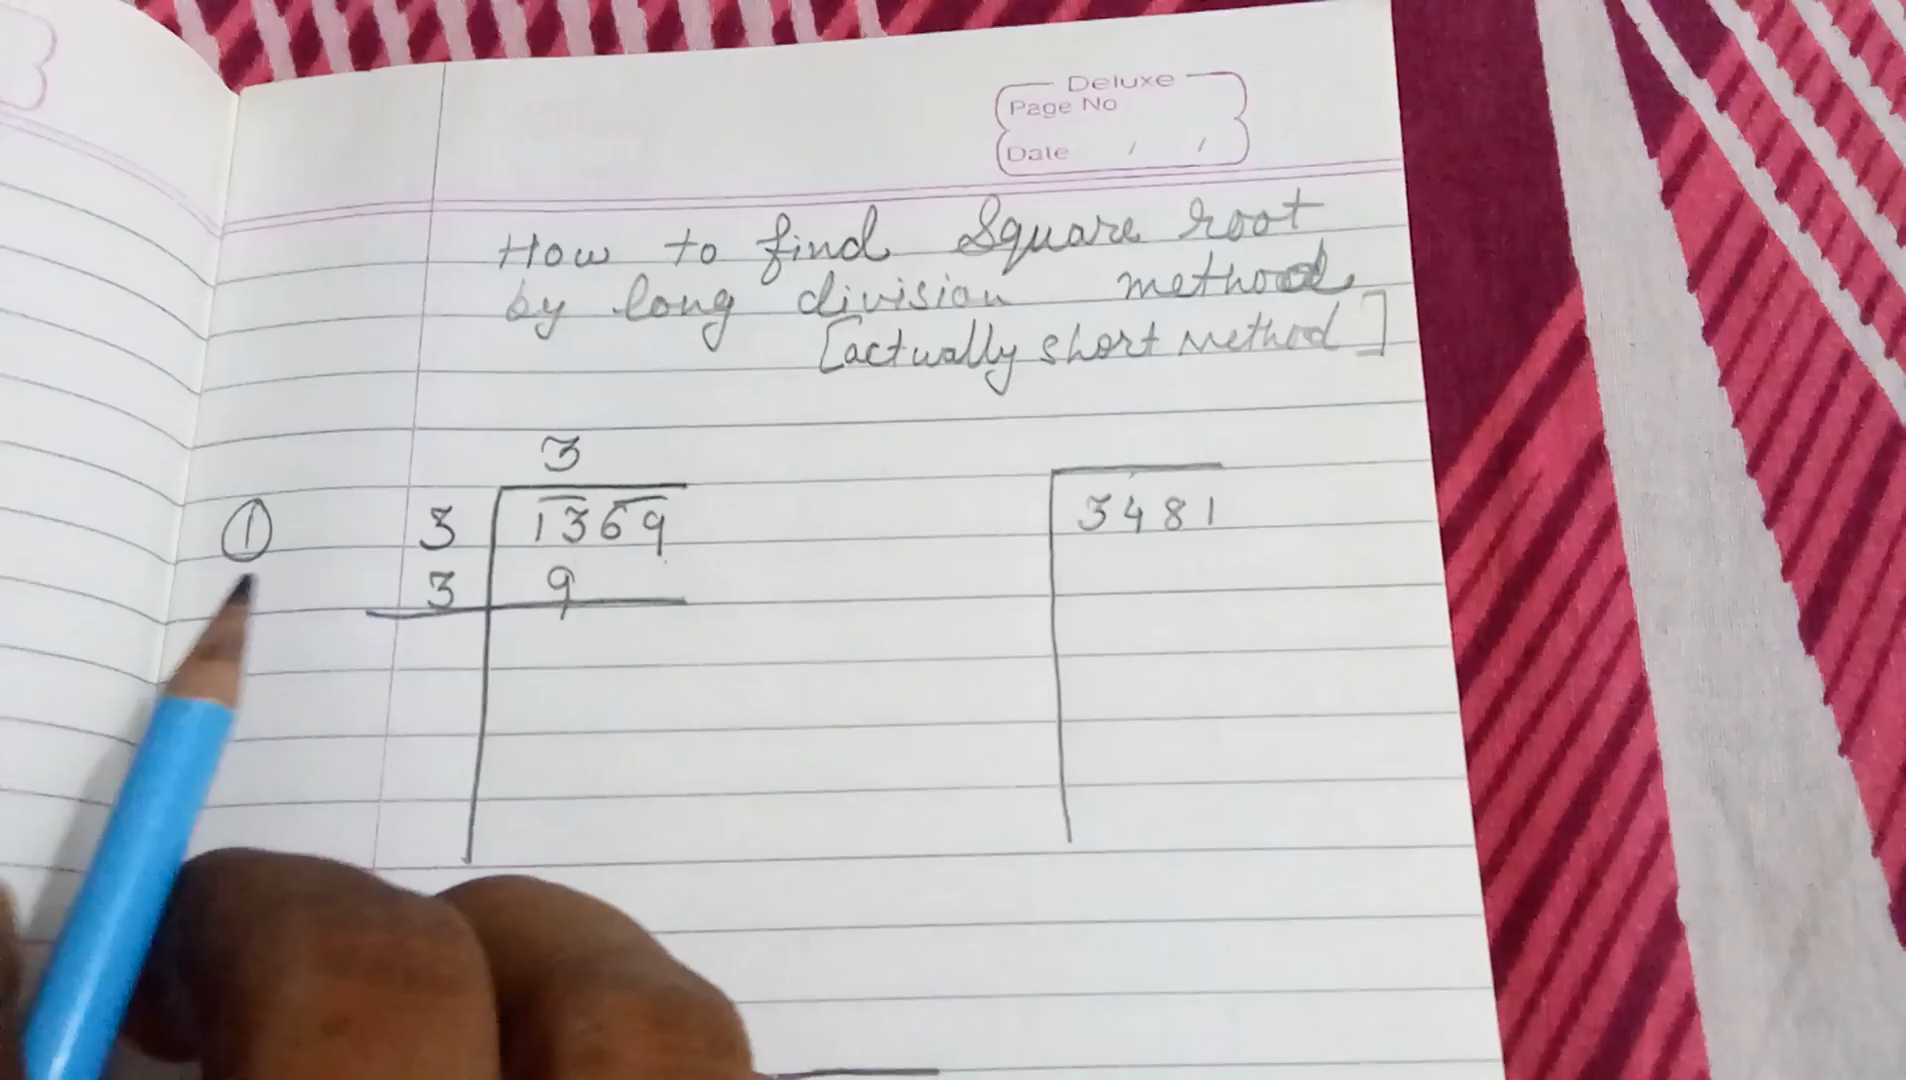 Deluxe
Page No
Date / /
How to find Square root
by long division method
[actually short Method]
3
① 3 1369
3 9
3481